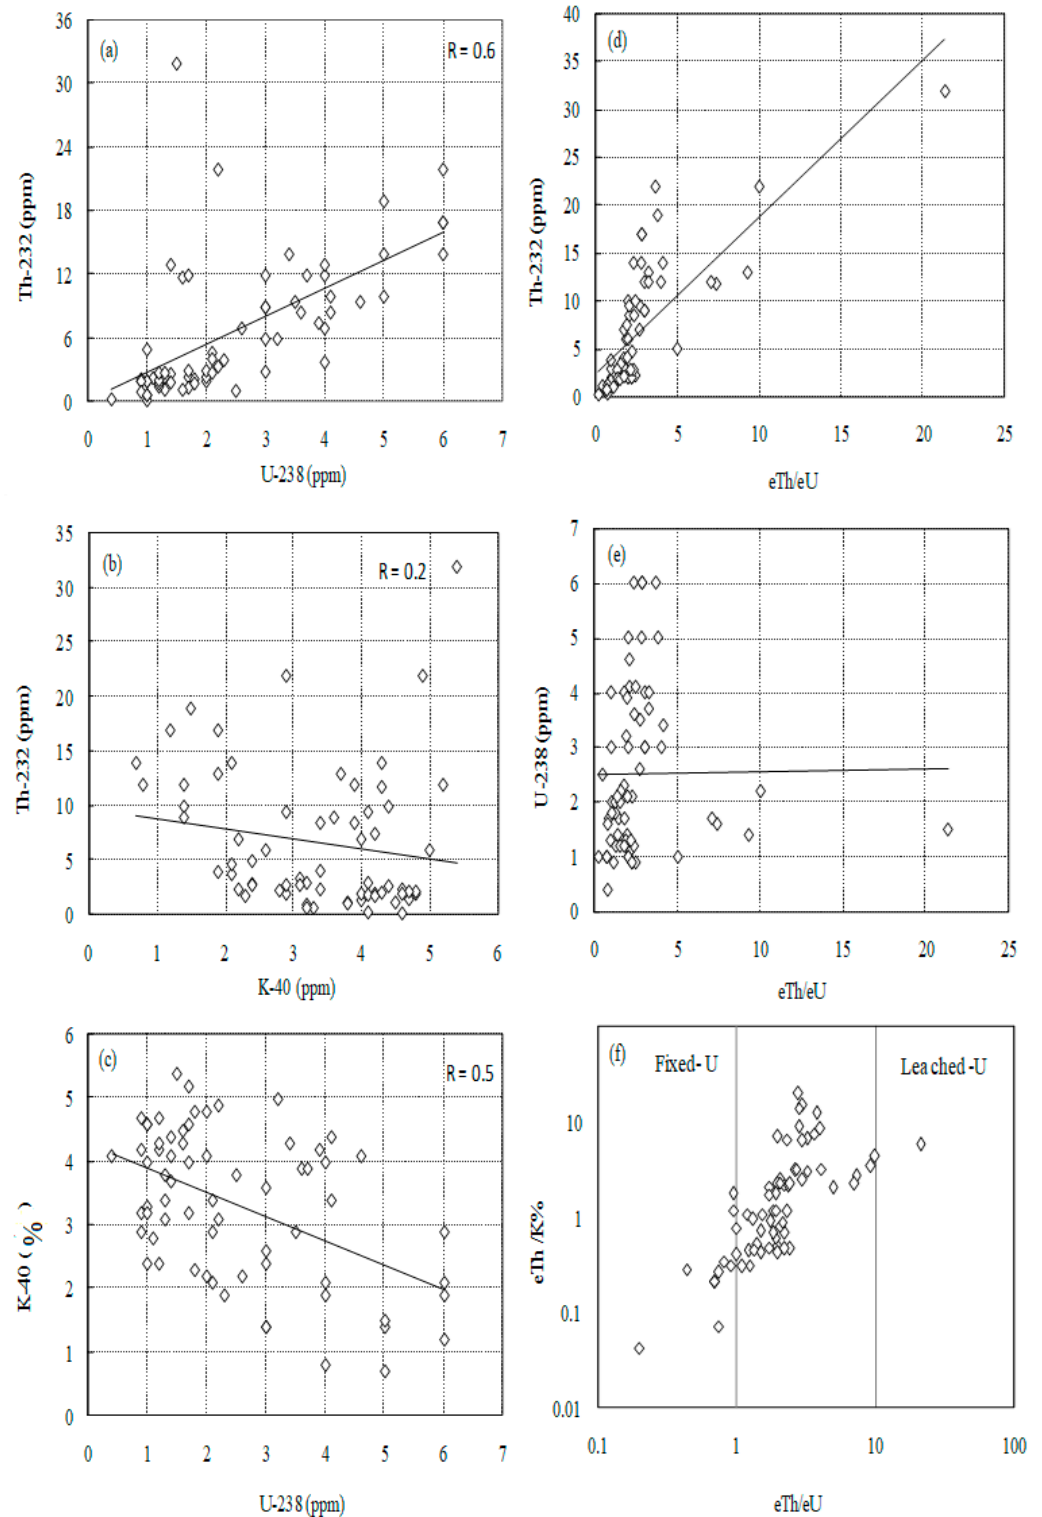 (a)
R = 0.6
36
30
24
18
12
6
0
Th-232 (ppm)
0 1 2 3 4 5 6 7
U-238 (ppm)
(d)
40
35
30
25
20
15
10
5
0
Th-232 (ppm)
0 5 10 15 20 25
eTh/eU
(b)
R = 0.2
35
30
25
20
15
10
5
0
Th-232 (ppm)
0 1 2 3 4 5 6
K-40 (ppm)
(e)
7
6
5
4
3
2
1
0
U-238 (ppm)
0 5 10 15 20 25
eTh/eU
(c)
R = 0.5
6
5
4
3
2
1
0
K-40 (%)
0 1 2 3 4 5 6 7
U-238 (ppm)
(f)
Fixed- U
Leached -U
10
1
0.1
0.01
eTh /K%
0.1 1 10 100
eTh/eU